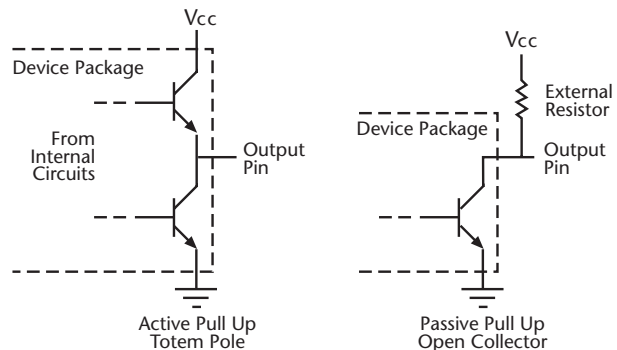 Vcc
Device Package
From
Internal
Circuits
Output
Pin
Active Pull Up
Totem Pole
Vcc
External
Resistor
Device Package
Output
Pin
Passive Pull Up
Open Collector